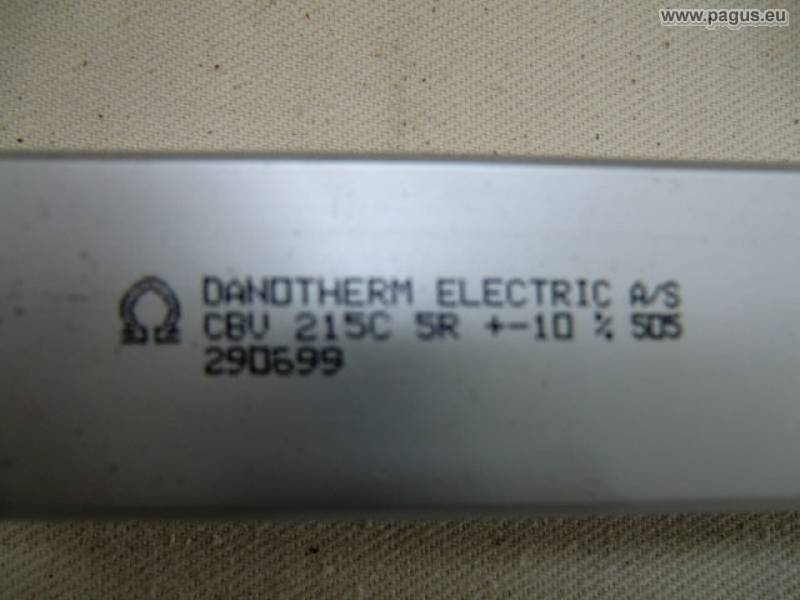 www.pagus.eu
DANOTHERM ELECTRIC A/S
CBV 215C 5R +-10 % 505
290699